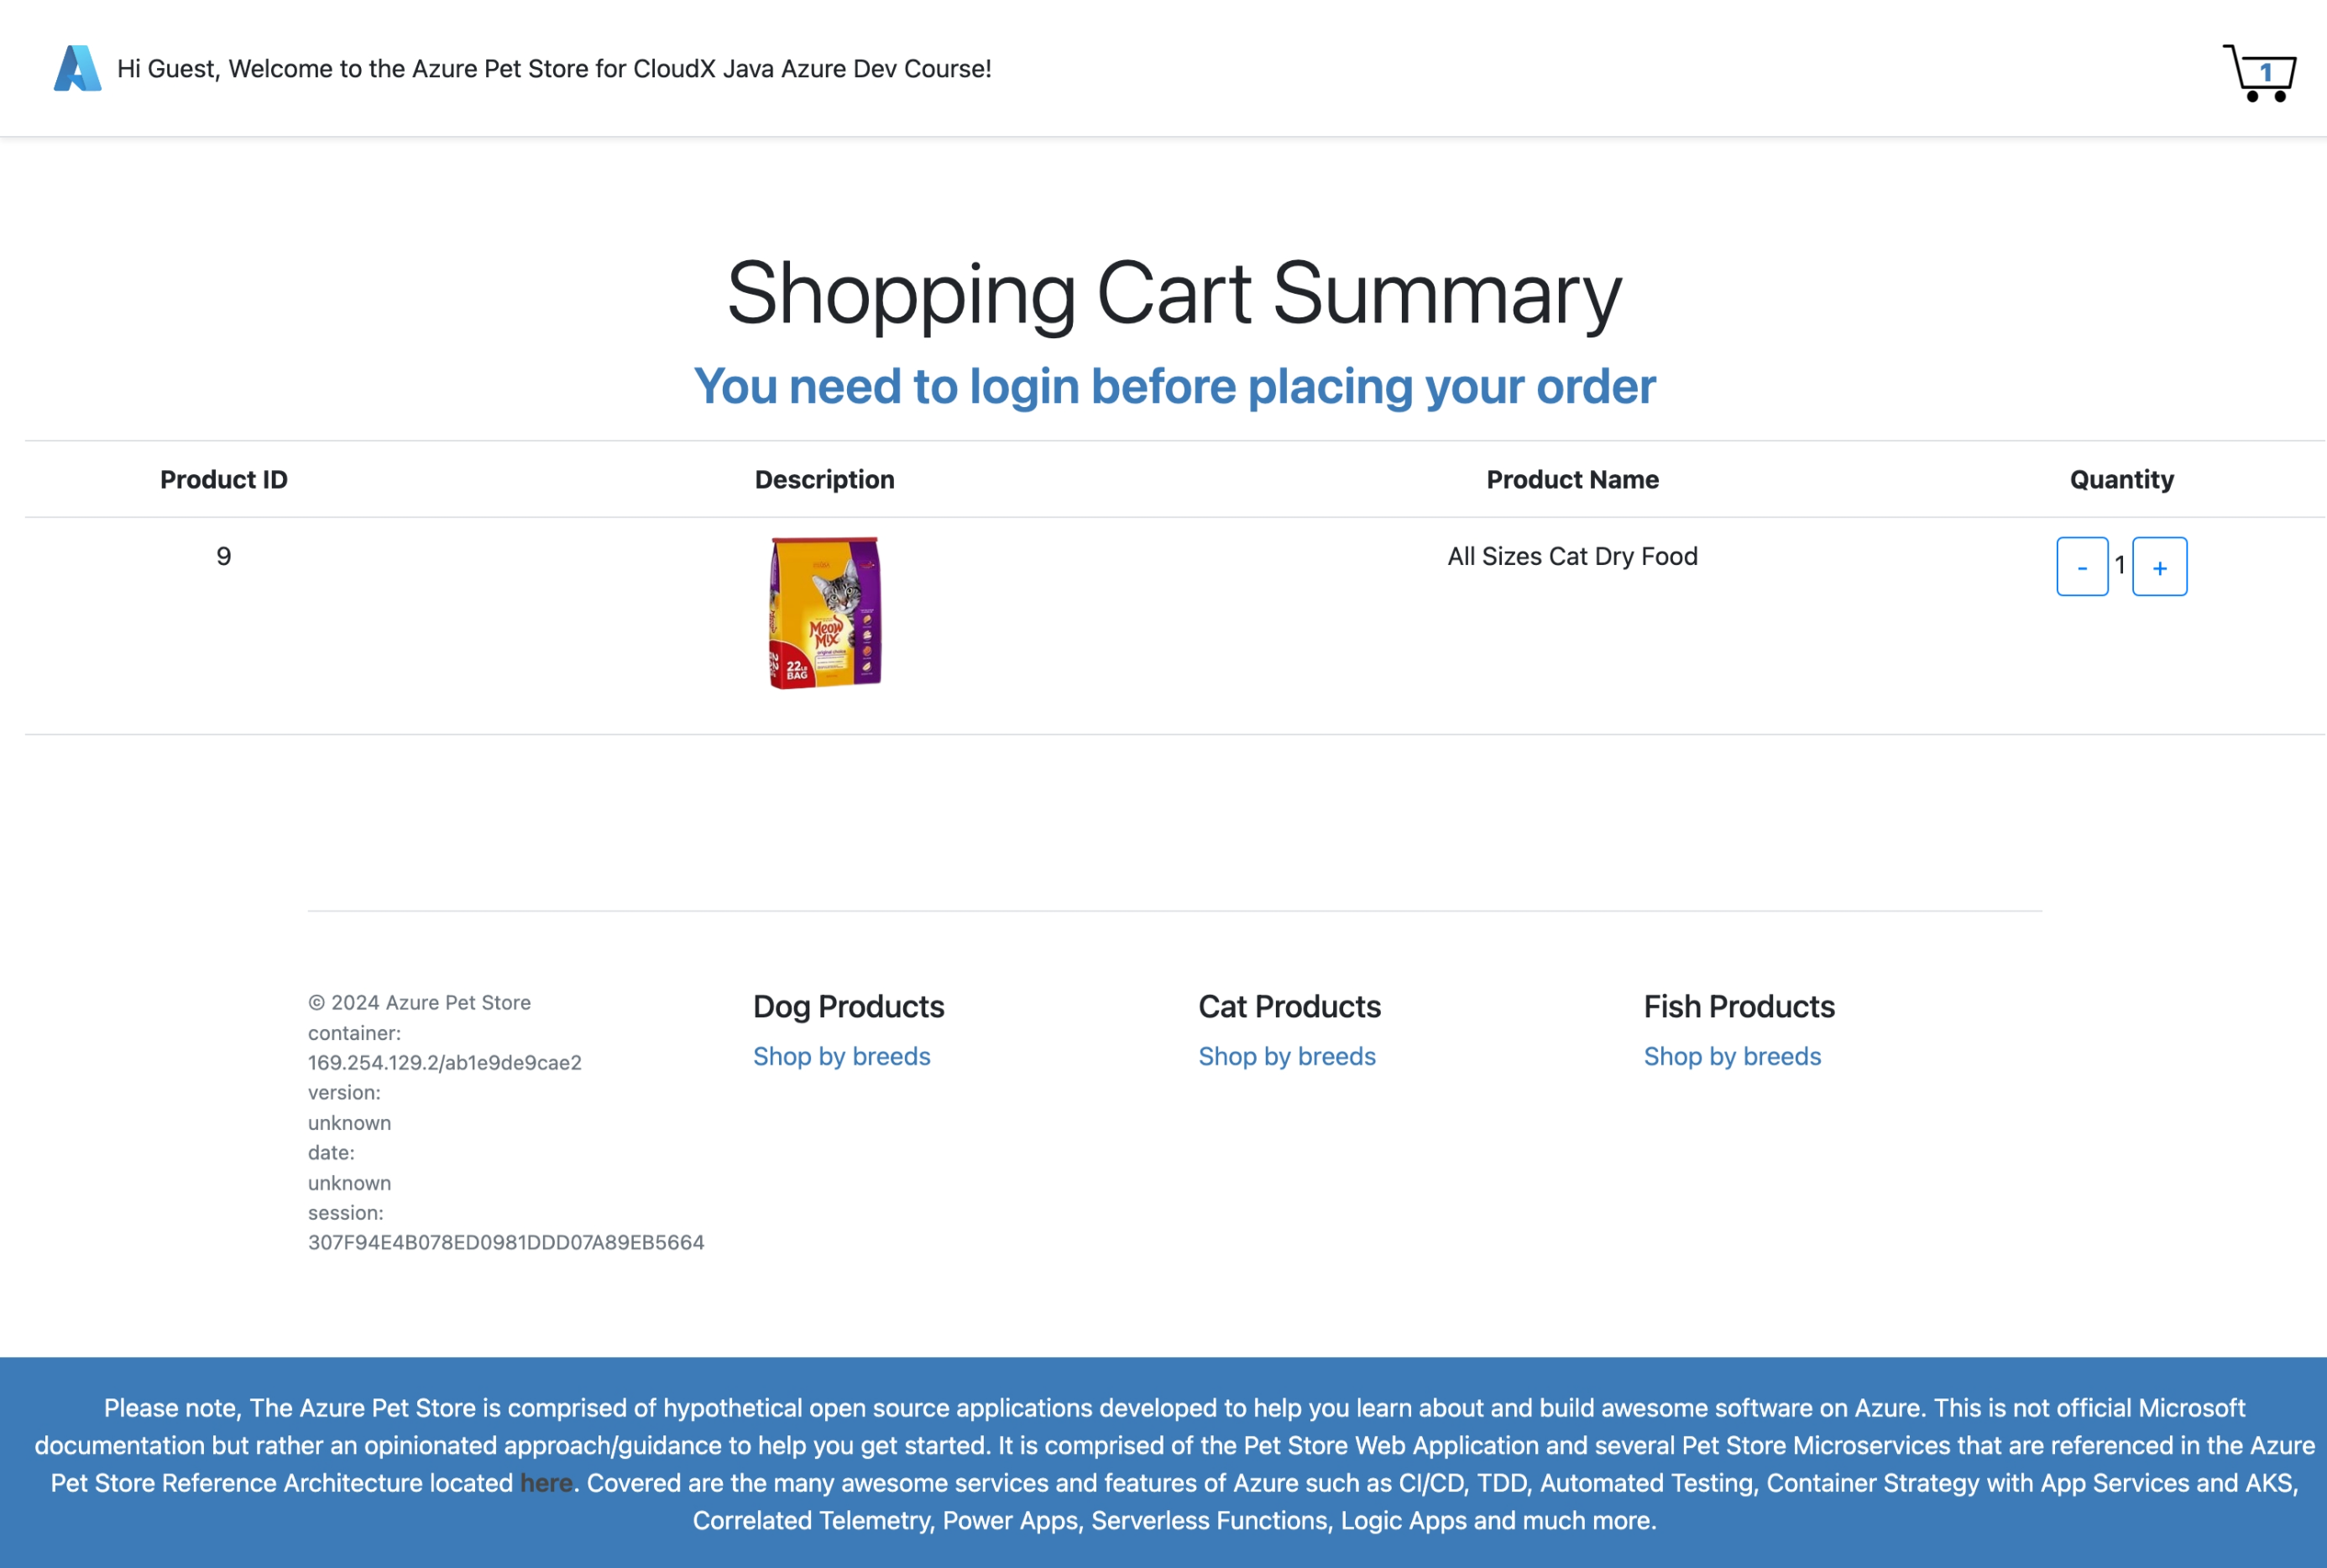 Hi Guest, Welcome to the Azure Pet Store for CloudX Java Azure Dev Course!
1
Shopping Cart Summary
You need to login before placing your order
Product ID Description Product Name Quantity
9 All Sizes Cat Dry Food - 1 +
Meow
Mix
original choice
22 LB
BAG
© 2024 Azure Pet Store
container:
169.254.129.2/ab1e9de9cae2
version:
unknown
date:
unknown
session:
307F94E4B078ED0981DDD07A89EB5664
Dog Products
Shop by breeds
Cat Products
Shop by breeds
Fish Products
Shop by breeds
Please note, The Azure Pet Store is comprised of hypothetical open source applications developed to help you learn about and build awesome software on Azure. This is not official Microsoft
documentation but rather an opinionated approach/guidance to help you get started. It is comprised of the Pet Store Web Application and several Pet Store Microservices that are referenced in the Azure
Pet Store Reference Architecture located here. Covered are the many awesome services and features of Azure such as CI/CD, TDD, Automated Testing, Container Strategy with App Services and AKS,
Correlated Telemetry, Power Apps, Serverless Functions, Logic Apps and much more.